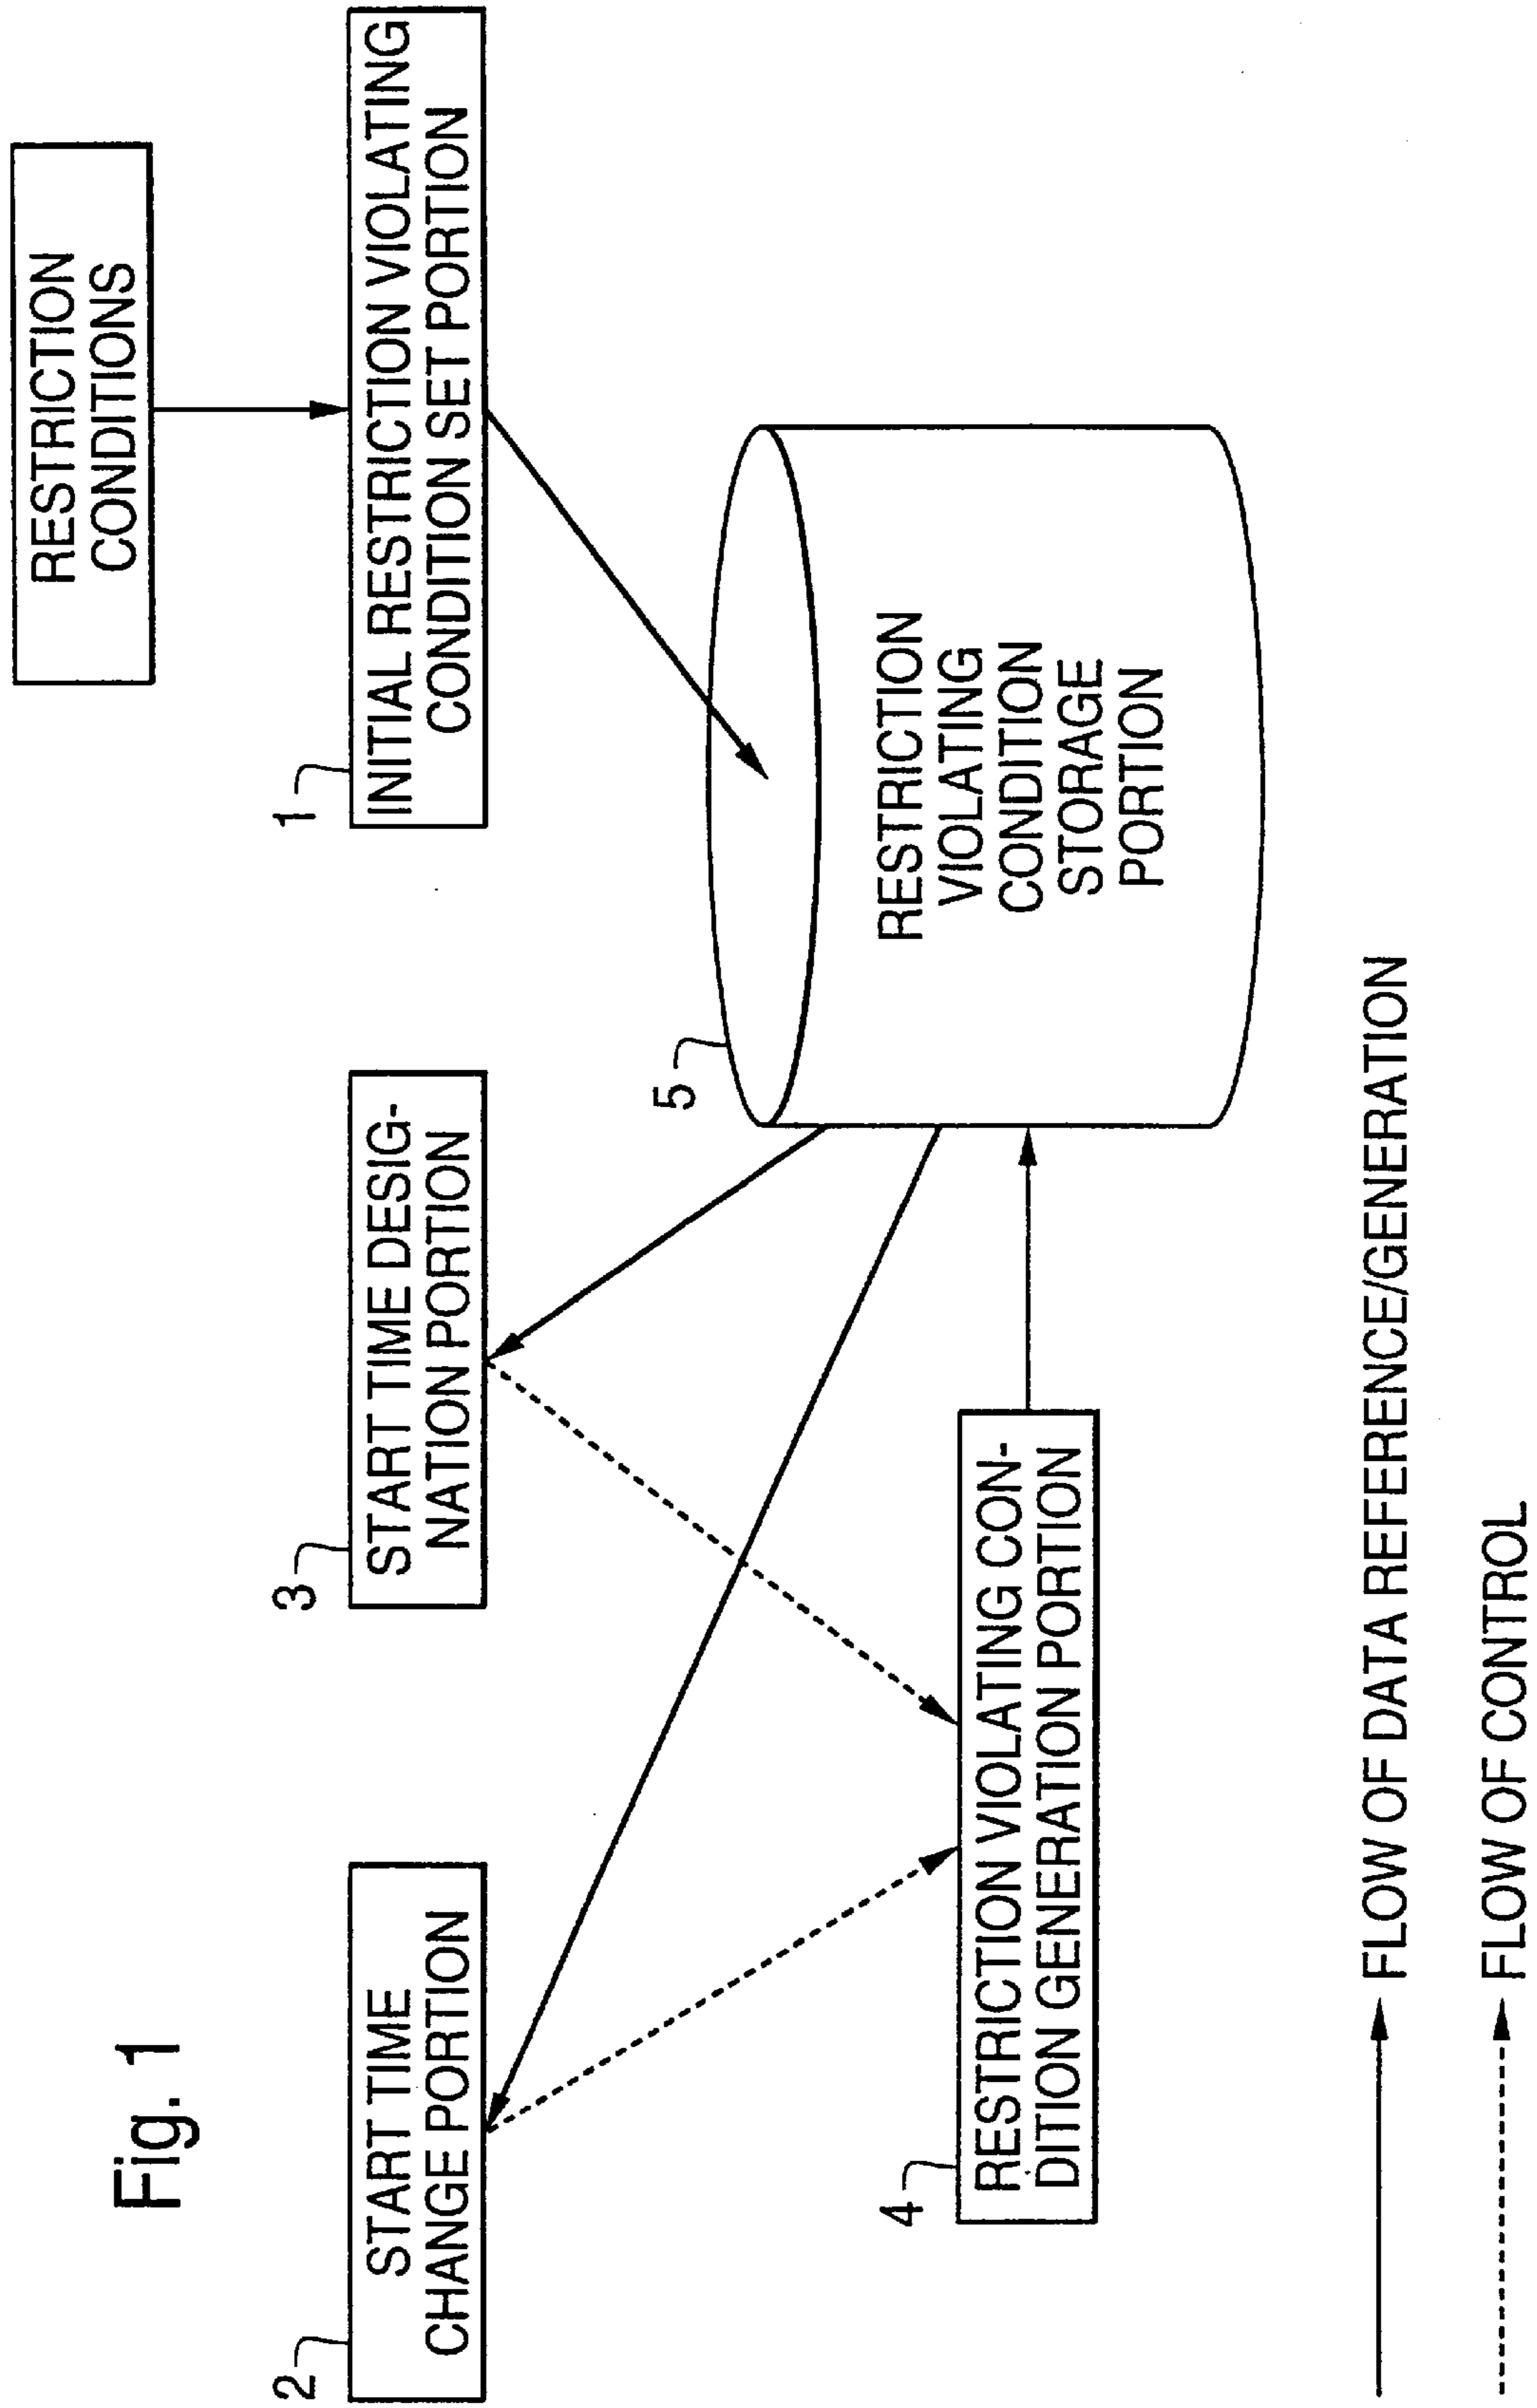 Fig. 1
RESTRICTION
CONDITIONS
2
START TIME
CHANGE PORTION
3
START TIME DESIG-
NATION PORTION
1
INITIAL RESTRICTION VIOLATING
CONDITION SET PORTION
5
RESTRICTION
VIOLATING
CONDITION
STORAGE
PORTION
4
RESTRICTION VIOLATING CON-
DITION GENERATION PORTION
FLOW OF DATA REFERENCE/GENERATION
FLOW OF CONTROL